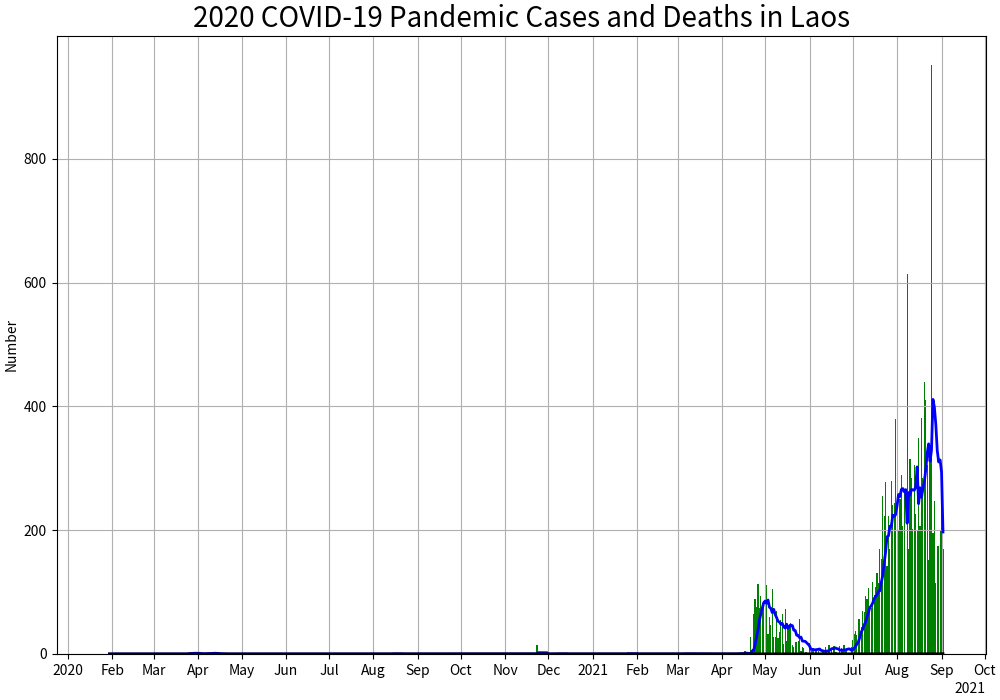 2020 COVID-19 Pandemic Cases and Deaths in Laos
Number
800
600
400
200
0
2020 Feb Mar Apr May Jun Jul Aug Sep Oct Nov Dec 2021 Feb Mar Apr May Jun Jul Aug Sep Oct
2021